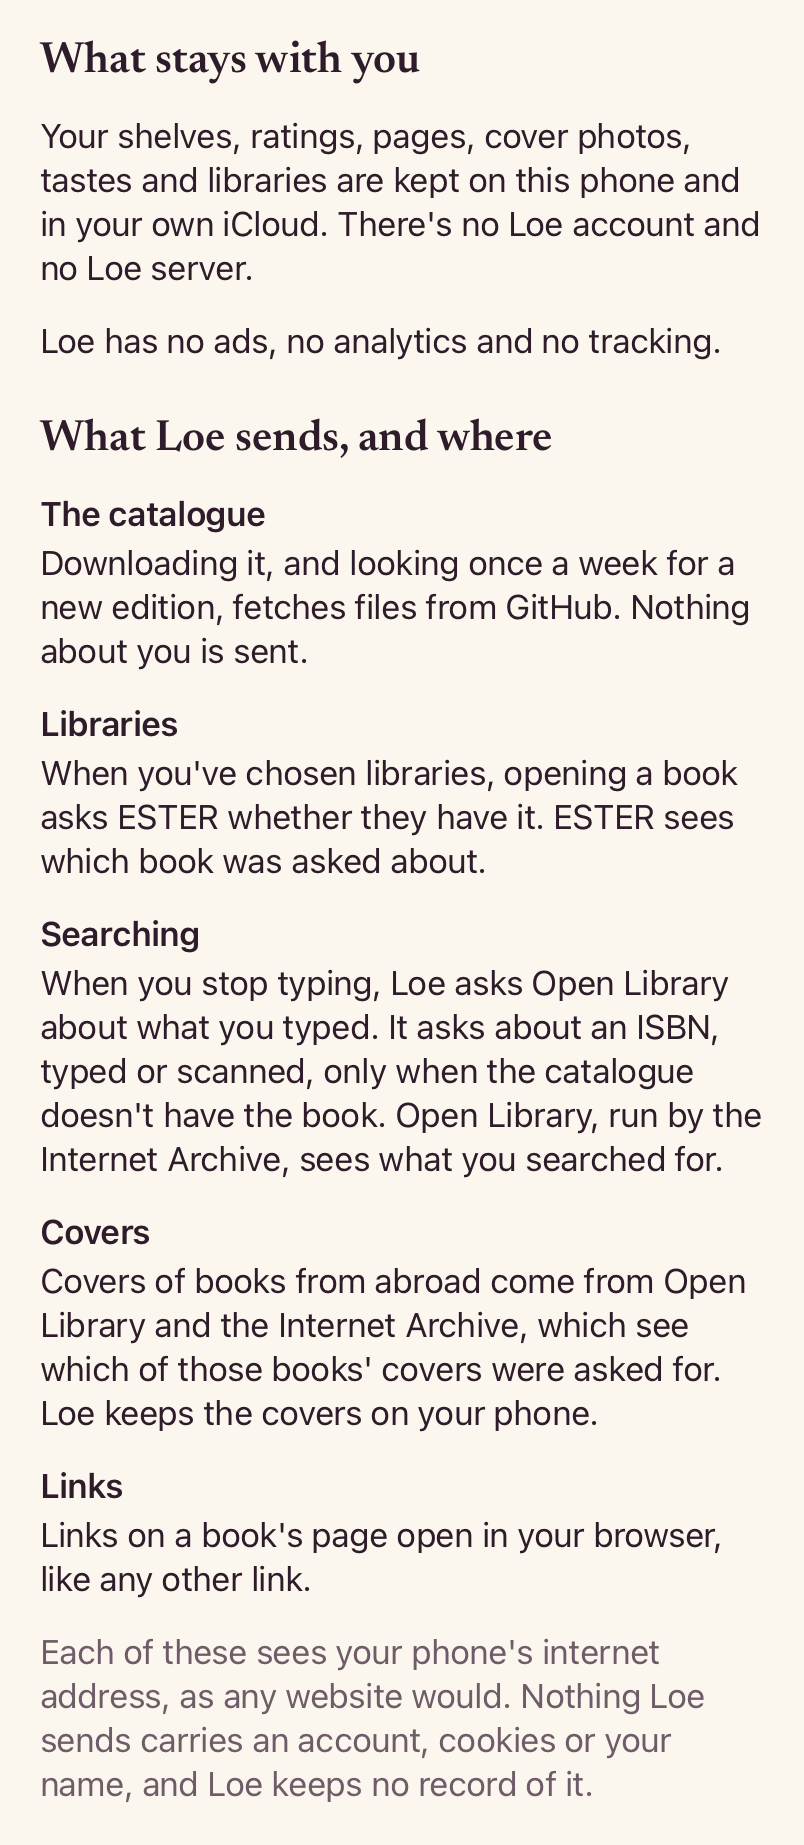 What stays with you
Your shelves, ratings, pages, cover photos,
tastes and libraries are kept on this phone and
in your own iCloud. There's no Loe account and
no Loe server.
Loe has no ads, no analytics and no tracking.
What Loe sends, and where
The catalogue
Downloading it, and looking once a week for a
new edition, fetches files from GitHub. Nothing
about you is sent.
Libraries
When you've chosen libraries, opening a book
asks ESTER whether they have it. ESTER sees
which book was asked about.
Searching
When you stop typing, Loe asks Open Library
about what you typed. It asks about an ISBN,
typed or scanned, only when the catalogue
doesn't have the book. Open Library, run by the
Internet Archive, sees what you searched for.
Covers
Covers of books from abroad come from Open
Library and the Internet Archive, which see
which of those books' covers were asked for.
Loe keeps the covers on your phone.
Links
Links on a book's page open in your browser,
like any other link.
Each of these sees your phone's internet
address, as any website would. Nothing Loe
sends carries an account, cookies or your
name, and Loe keeps no record of it.